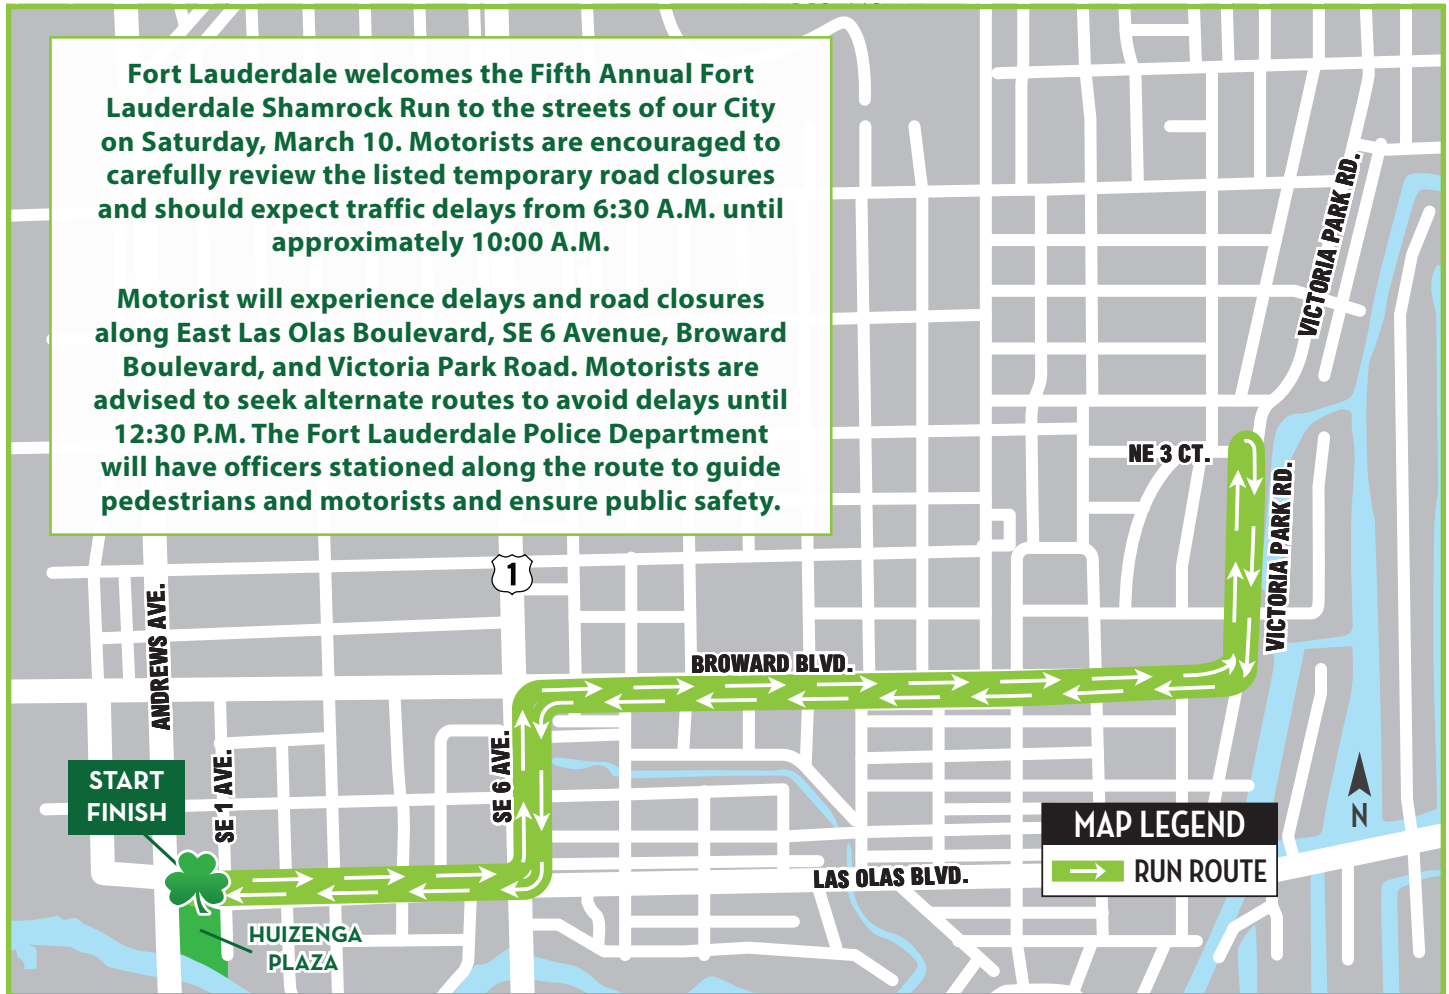 Fort Lauderdale welcomes the Fifth Annual Fort
Lauderdale Shamrock Run to the streets of our City
on Saturday, March 10. Motorists are encouraged to
carefully review the listed temporary road closures
and should expect traffic delays from 6:30 A.M. until
approximately 10:00 A.M.
Motorist will experience delays and road closures
along East Las Olas Boulevard, SE 6 Avenue, Broward
Boulevard, and Victoria Park Road. Motorists are
advised to seek alternate routes to avoid delays until
12:30 P.M. The Fort Lauderdale Police Department
will have officers stationed along the route to guide
pedestrians and motorists and ensure public safety.
VICTORIA PARK RD.
NE 3 CT.
VICTORIA PARK RD.
1
ANDREWS AVE.
BROWARD BLVD.
SE 1 AVE.
SE 6 AVE.
START
FINISH
LAS OLAS BLVD.
HUIZENGA
PLAZA
N
MAP LEGEND
RUN ROUTE